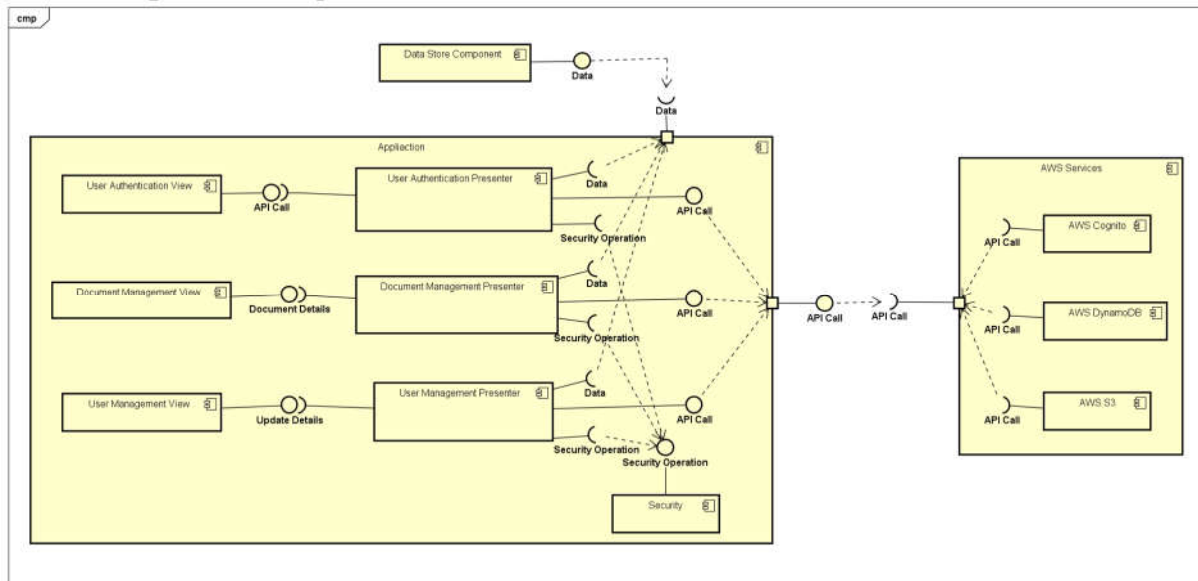 cmp
Data Store Component
Data
Data
Appliection
AWS Services
User Authentication View
API Call
User Authentication Presenter
Data
API Call
Security Operation
API Call
AWS Cognito
Document Management View
Document Details
Document Management Presenter
Data
API Call
Security Operation
API Call
API Call
API Call
AWS DynamoDB
User Management View
Update Details
User Management Presenter
Data
API Call
Security Operation
Security Operation
API Call
AWS S3
Security